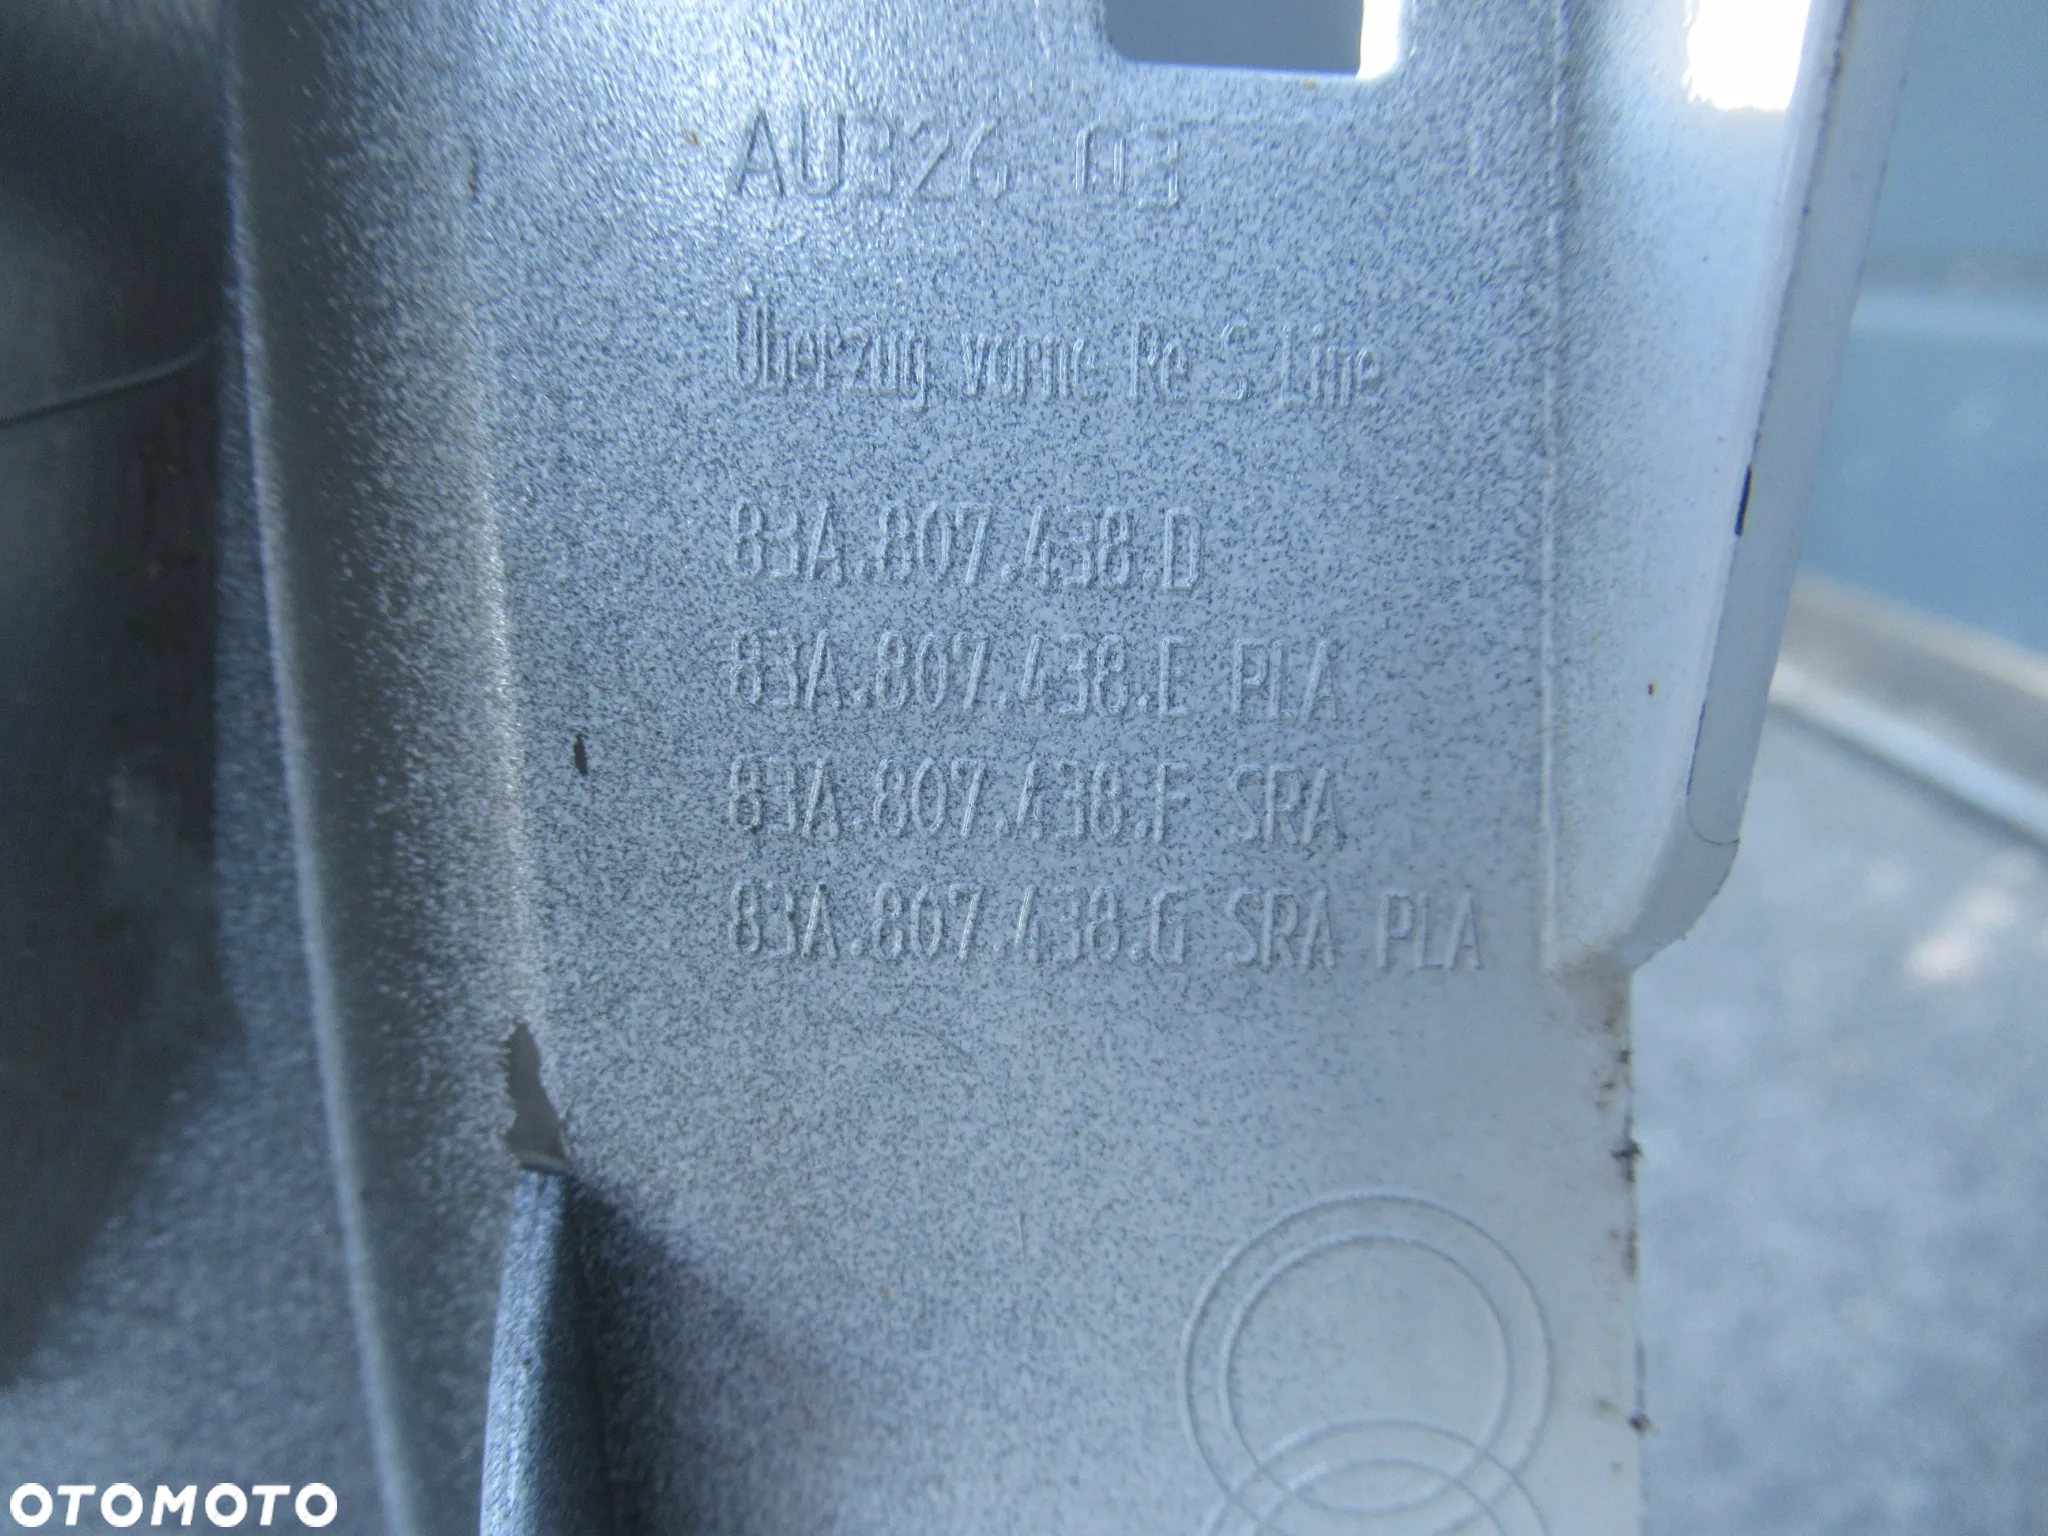 AU326 Q3
Überzug vorne Re S-Line
83A.807.438.D
83A.807.438.E PLA
83A.807.438.F SRA
83A.807.438.G SRA PLA
OTOMOTO